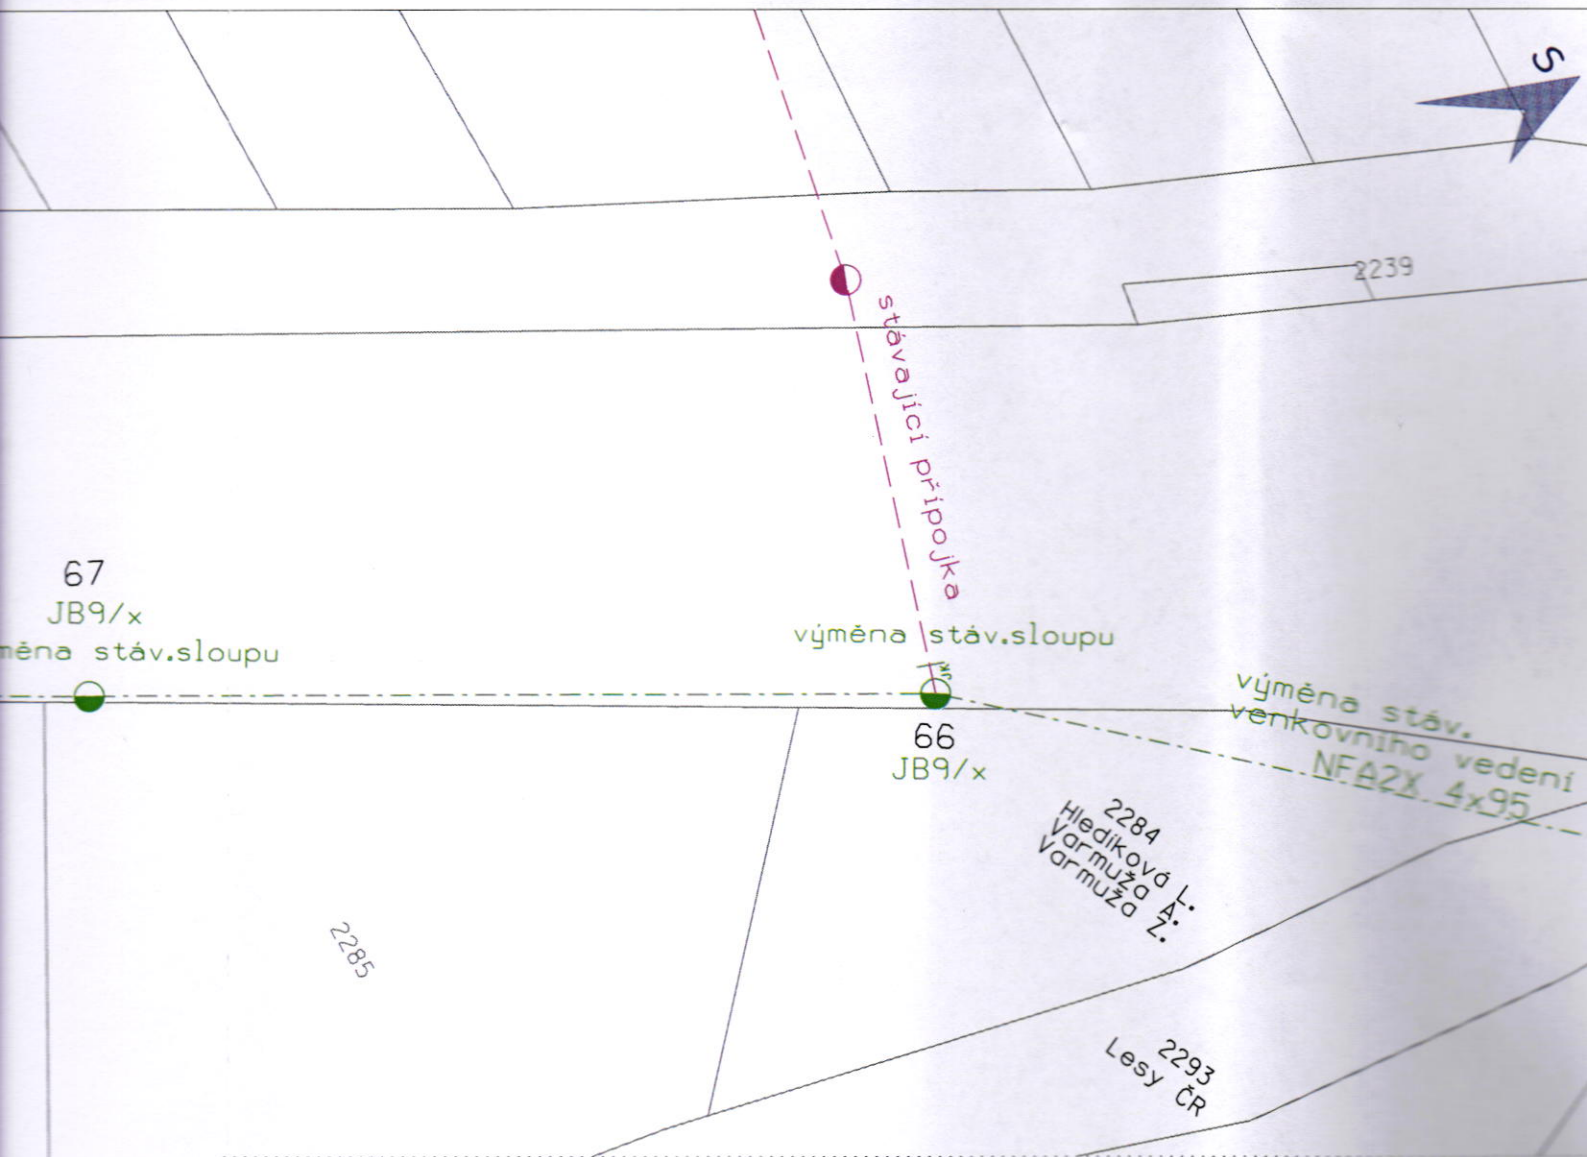 S
2239
stávající přípojka
67
JB9/x
měna stáv.sloupu
výměna stáv.sloupu
JK
66
JB9/x
výměna stáv.
venkovního vedení
NFA2X 4x95
2284
Hledíková L.
Varmuža A.
Varmuža Z.
2285
2293
Lesy ČR